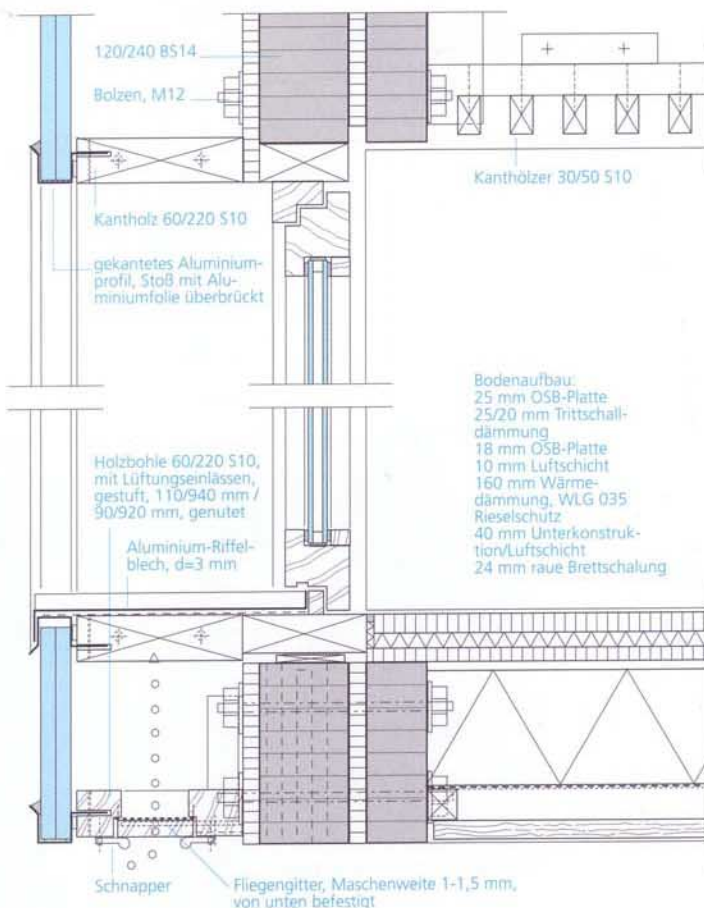 120/240 BS14
Bolzen, M12
Kanthölzer 30/50 S10
Kantholz 60/220 S10
gekantetes Aluminium-
profil, Stoß mit Alu-
miniumfolie überbrückt
Bodenaufbau:
25 mm OSB-Platte
25/20 mm Trittschall-
dämmung
18 mm OSB-Platte
10 mm Luftschicht
160 mm Wärme-
dämmung, WLG 035
Rieselschutz
40 mm Unterkonstruk-
tion/Luftschicht
24 mm raue Brettschalung
Holzbohle 60/220 S10,
mit Lüftungseinlässen,
gestuft, 110/940 mm /
90/920 mm, genutet
Aluminium-Riffel-
blech, d=3 mm
Schnapper
Fliegengitter, Maschenweite 1-1,5 mm,
von unten befestigt